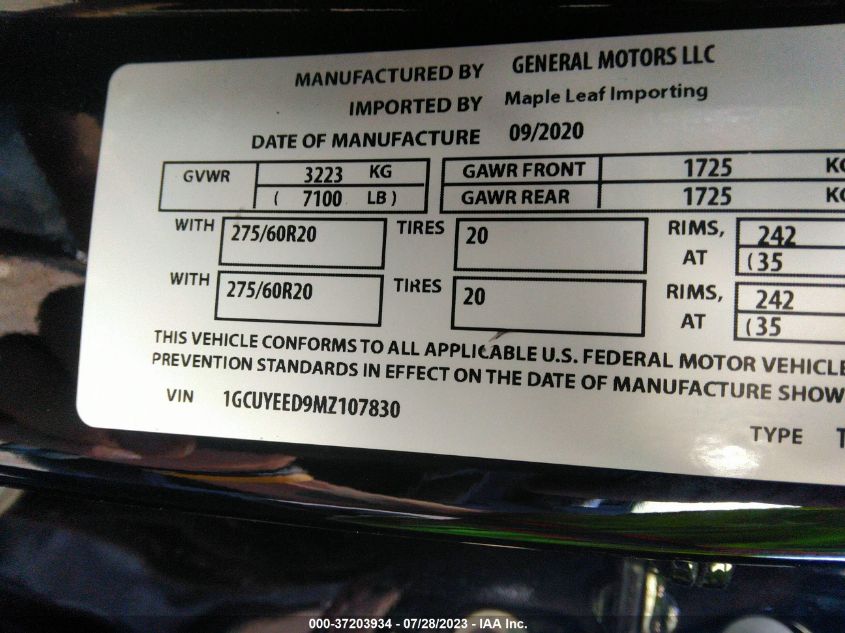 MANUFACTURED BY GENERAL MOTORS LLC
IMPORTED BY Maple Leaf Importing
DATE OF MANUFACTURE 09/2020
GVWR 3223 KG GAWR FRONT 1725
( 7100 LB ) GAWR REAR 1725
WITH 275/60R20 TIRES 20 RIMS, 242
AT (35
WITH 275/60R20 TIRES 20 RIMS, 242
AT (35
THIS VEHICLE CONFORMS TO ALL APPLICABLE U.S. FEDERAL MOTOR VEHICLE
PREVENTION STANDARDS IN EFFECT ON THE DATE OF MANUFACTURE SHOW
VIN 1GCUYEED9MZ107830
TYPE T
000-37203934 - 07/28/2023 - © IAA Inc.